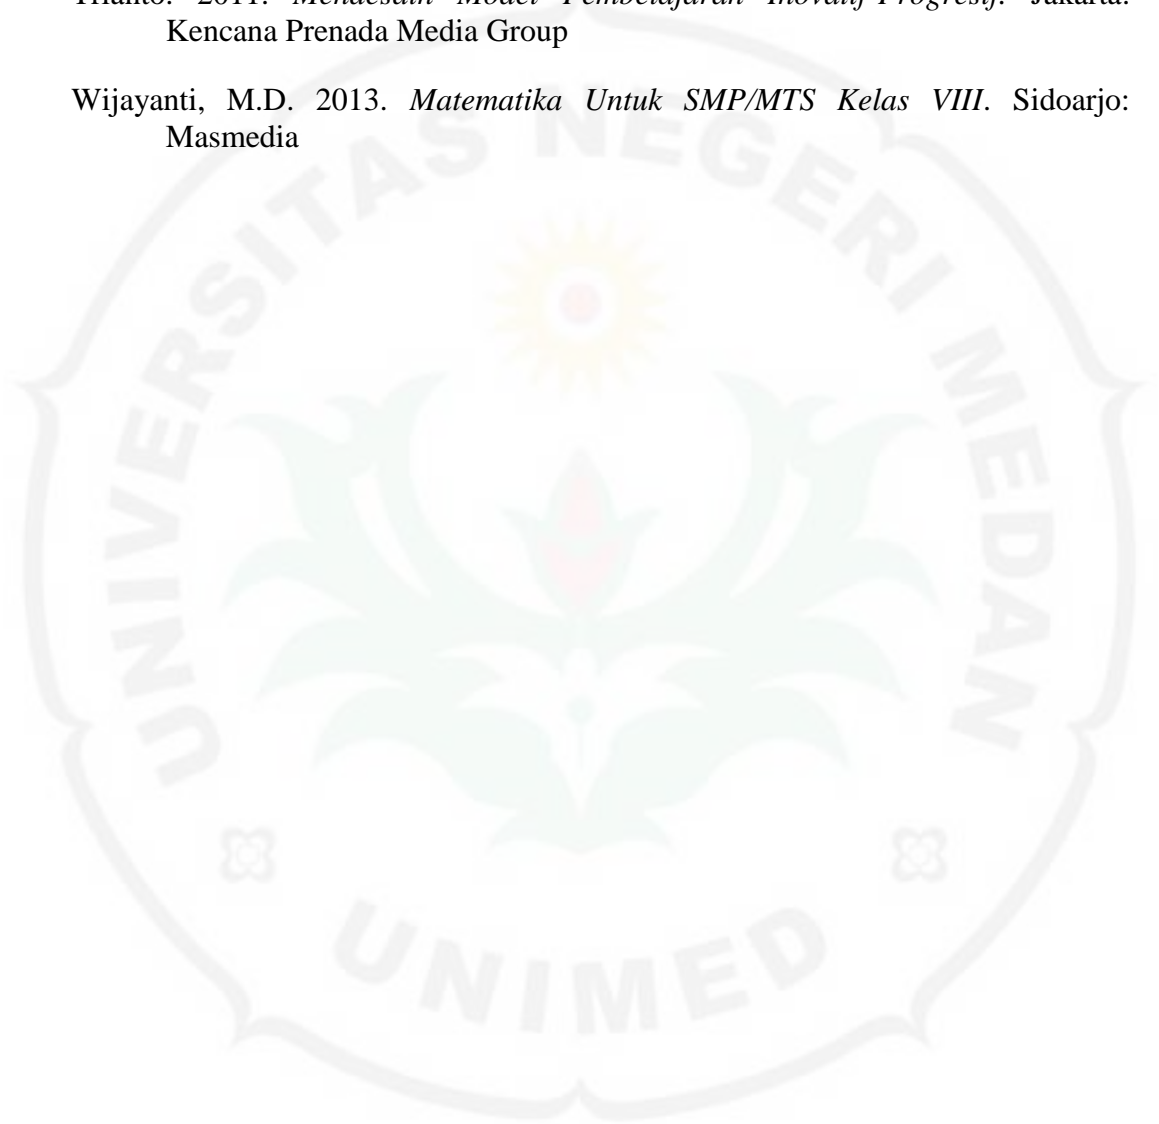 Trianto. 2011. Mendesain Model Pembelajaran Inovatif-Progresif. Jakarta:
Kencana Prenada Media Group
Wijayanti, M.D. 2013. Matematika Untuk SMP/MTS Kelas VIII. Sidoarjo:
Masmedia
UNIVERSITAS NEGERI MEDAN
UNIMED